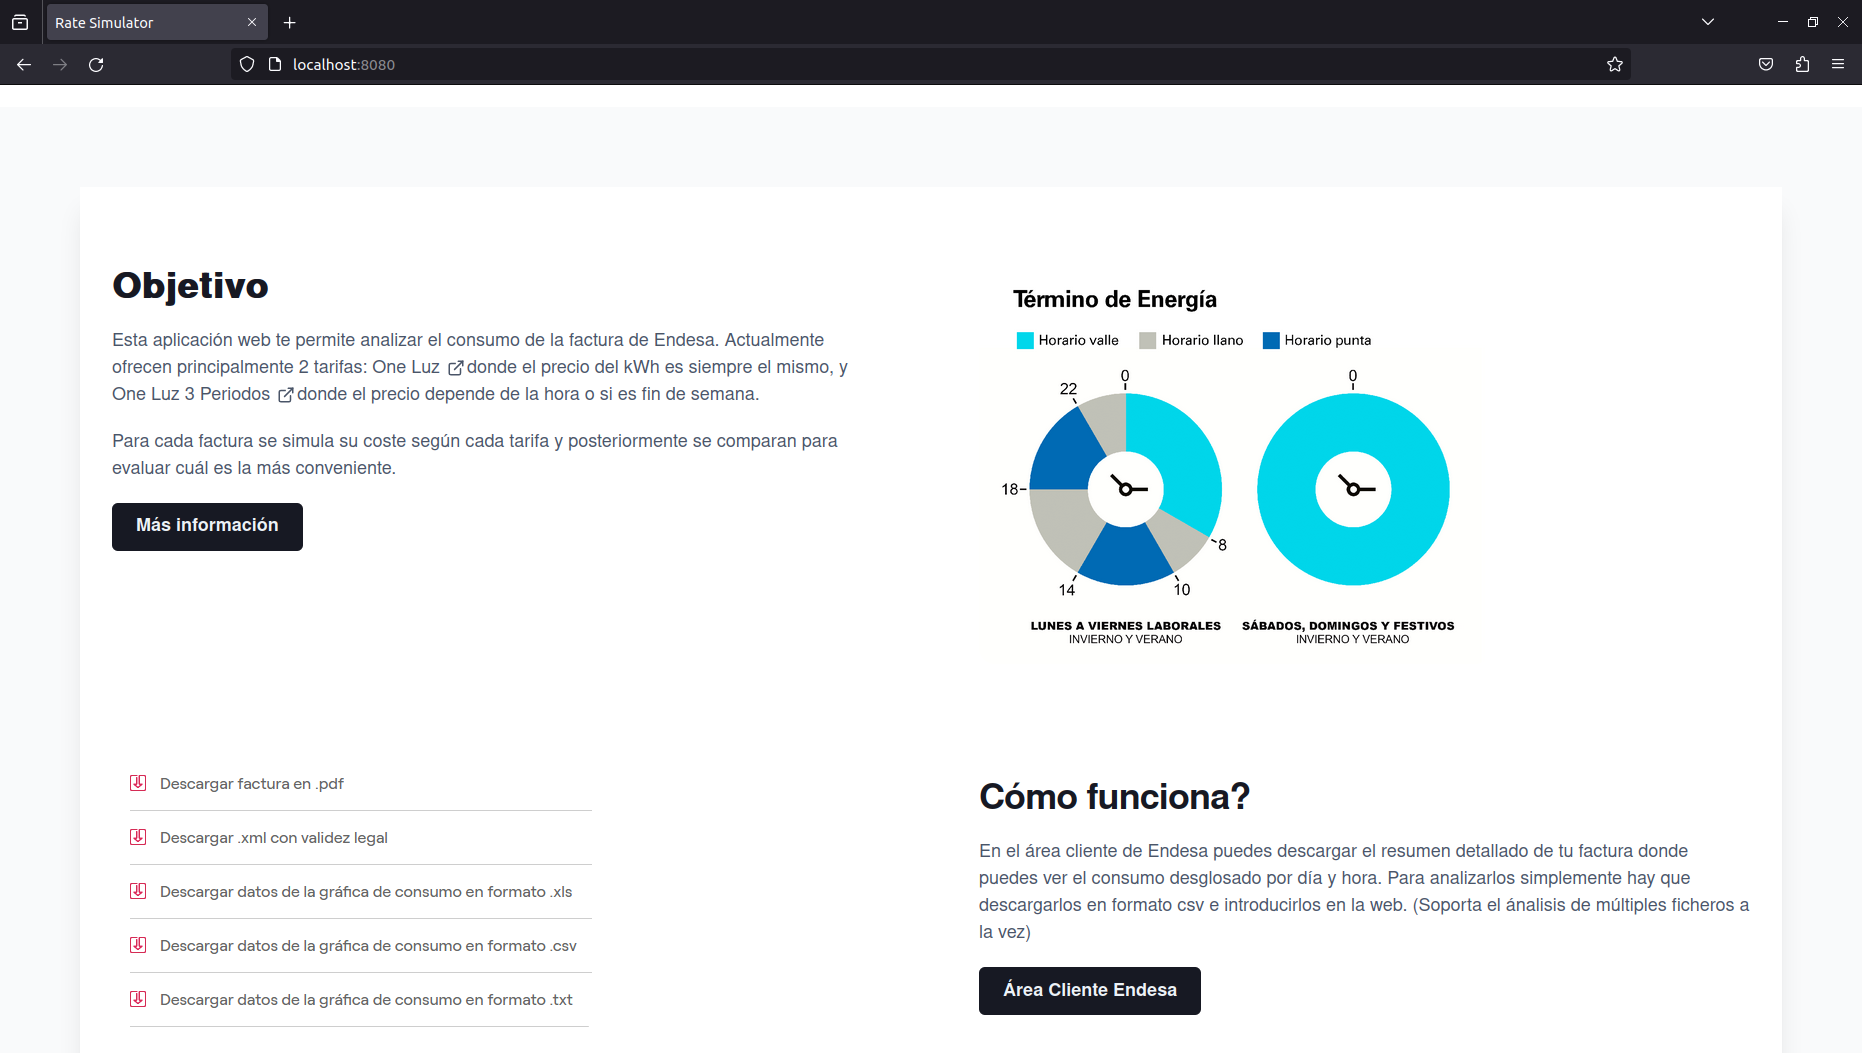 Rate Simulator
localhost:8080
Objetivo
Esta aplicación web te permite analizar el consumo de la factura de Endesa. Actualmente
ofrecen principalmente 2 tarifas: One Luz donde el precio del kWh es siempre el mismo, y
One Luz 3 Periodos donde el precio depende de la hora o si es fin de semana.
Para cada factura se simula su coste según cada tarifa y posteriormente se comparan para
evaluar cuál es la más conveniente.
Más información
Término de Energía
Horario valle Horario llano Horario punta
0
22
18
14
10
8
LUNES A VIERNES LABORALES
INVIERNO Y VERANO
0
SÁBADOS, DOMINGOS Y FESTIVOS
INVIERNO Y VERANO
Descargar factura en .pdf
Descargar .xml con validez legal
Descargar datos de la gráfica de consumo en formato .xls
Descargar datos de la gráfica de consumo en formato .csv
Descargar datos de la gráfica de consumo en formato .txt
Cómo funciona?
En el área cliente de Endesa puedes descargar el resumen detallado de tu factura donde
puedes ver el consumo desglosado por día y hora. Para analizarlos simplemente hay que
descargarlos en formato csv e introducirlos en la web. (Soporta el ánalisis de múltiples ficheros a
la vez)
Área Cliente Endesa